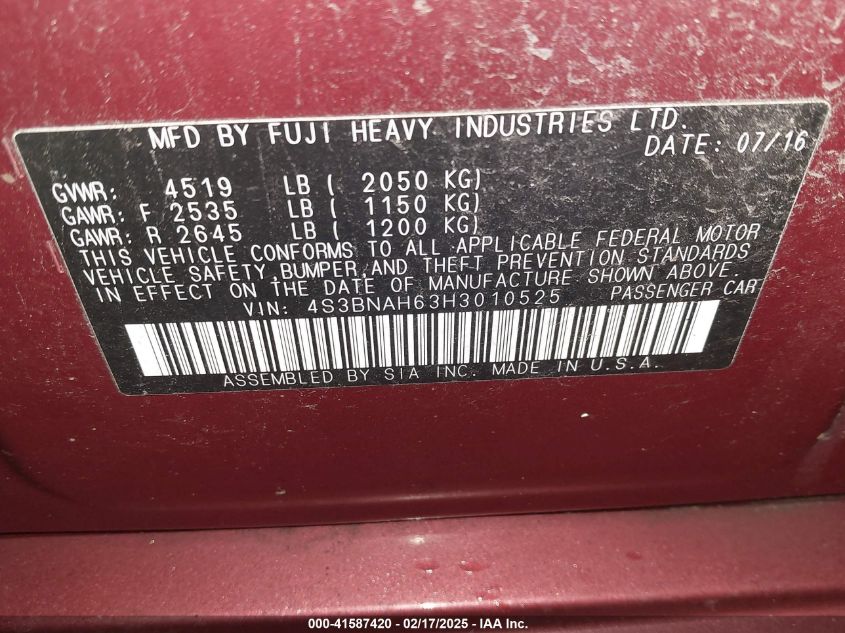 MFD BY FUJI HEAVY INDUSTRIES LTD.
DATE: 07/16
GVWR: 4519 LB ( 2050 KG)
GAWR: F 2535 LB ( 1150 KG)
GAWR: R 2645 LB ( 1200 KG)
THIS VEHICLE CONFORMS TO ALL APPLICABLE FEDERAL MOTOR
VEHICLE SAFETY,BUMPER,AND THEFT PREVENTION STANDARDS
IN EFFECT ON THE DATE OF MANUFACTURE SHOWN ABOVE.
VIN: 4S3BNAH63H3010525 PASSENGER CAR
ASSEMBLED BY SIA INC. MADE IN U.S.A.
000-41587420 - 02/17/2025 - IAA Inc.